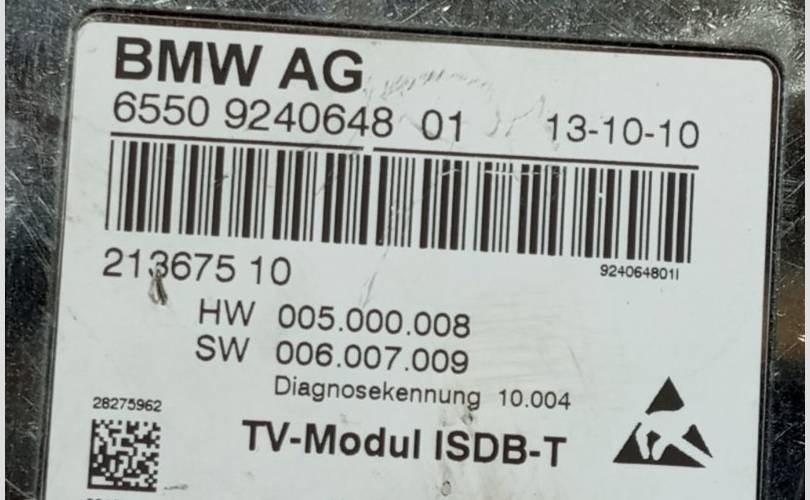 BMW AG
6550 9240648 01 13-10-10
213675 10
924064801I
HW 005.000.008
SW 006.007.009
Diagnosekennung 10.004
28275962
TV-Modul ISDB-T